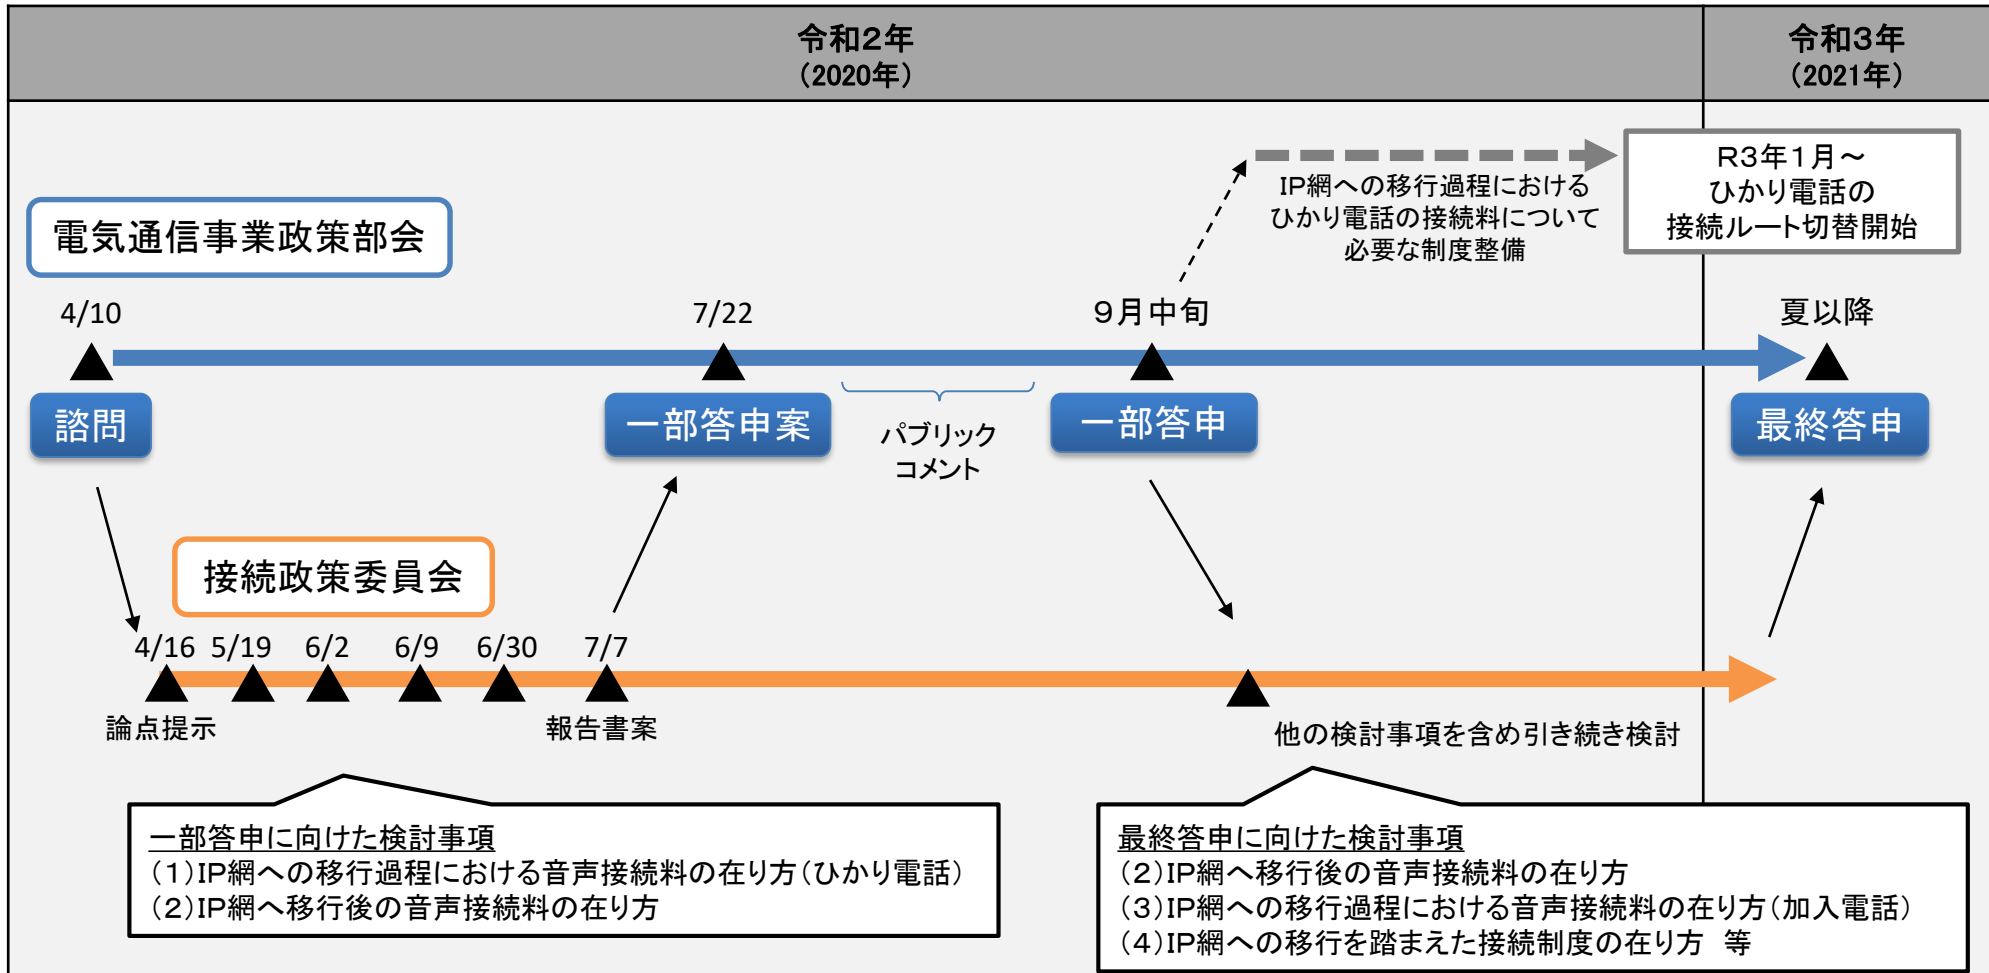 令和２年
（2020年）
令和３年
（2021年）
電気通信事業政策部会
IP網への移行過程における
ひかり電話の接続料について
必要な制度整備
Ｒ３年１月～
ひかり電話の
接続ルート切替開始
4/10
7/22
９月中旬
夏以降
諮問
一部答申案
パブリック
コメント
一部答申
最終答申
接続政策委員会
4/16
5/19
6/2
6/9
6/30
7/7
論点提示
報告書案
他の検討事項を含め引き続き検討
一部答申に向けた検討事項
（１）IP網への移行過程における音声接続料の在り方（ひかり電話）
（２）IP網へ移行後の音声接続料の在り方
最終答申に向けた検討事項
（２）IP網へ移行後の音声接続料の在り方
（３）IP網への移行過程における音声接続料の在り方（加入電話）
（４）IP網への移行を踏まえた接続制度の在り方　等